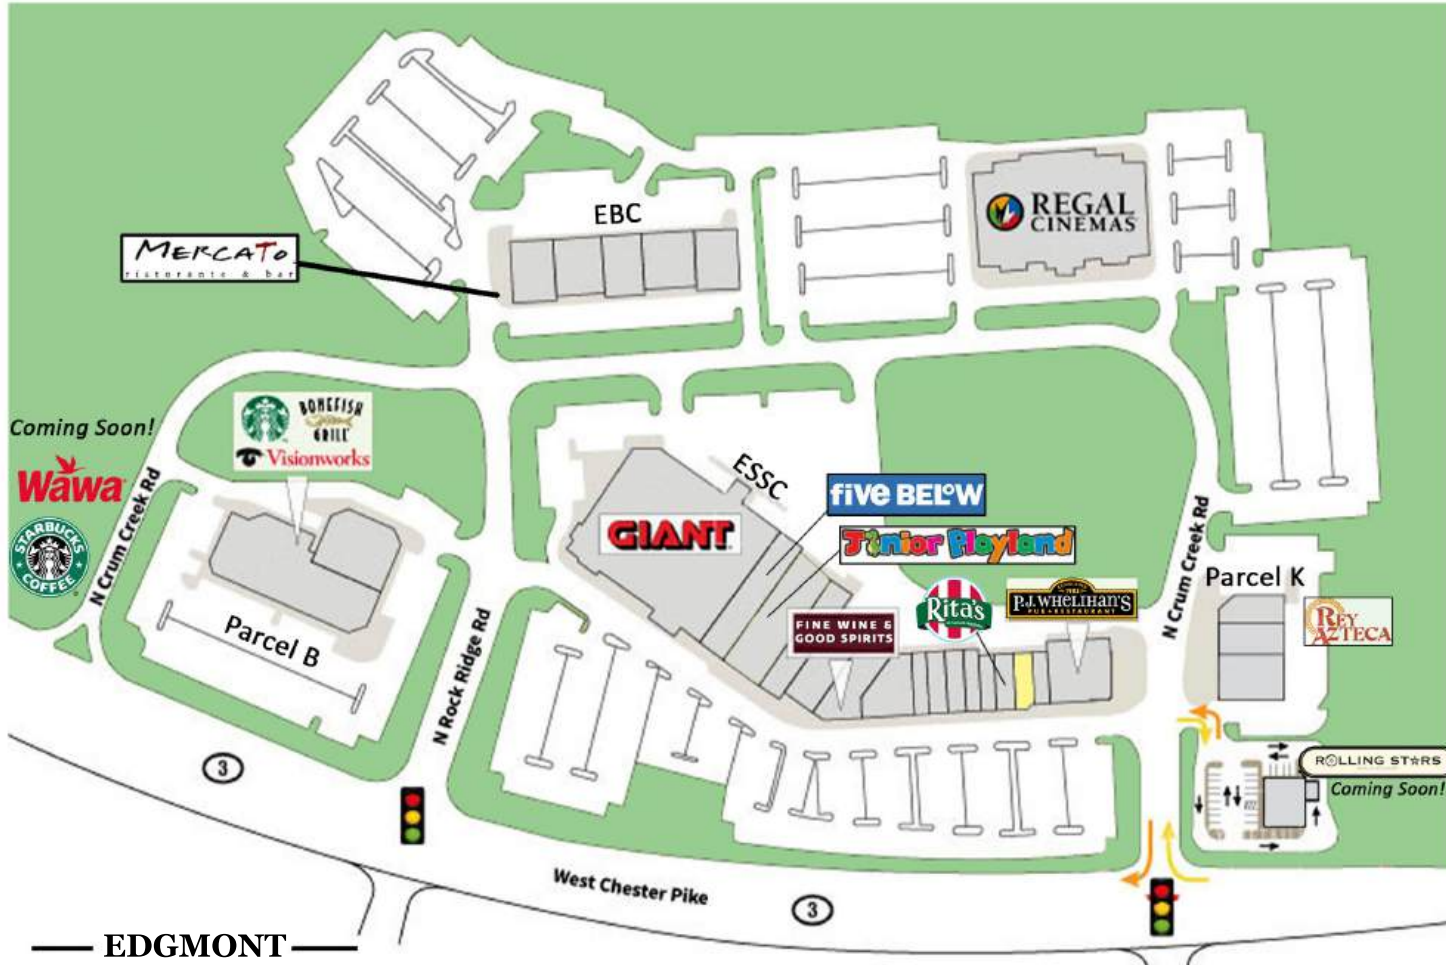 EBC
REGAL
CINEMAS
MERCATO
ristorante & bar
Coming Soon!
Wawa
STARBUCKS
COFFEE
N Crum Creek Rd
BONEFISH
GRILL
Visionworks
Parcel B
N Rock Ridge Rd
GIANT
ESSC
five BELOW
Junior Playland
FINE WINE &
GOOD SPIRITS
Rita's
P.J. WHELIHAN'S
PUB + RESTAURANT
N Crum Creek Rd
Parcel K
REY
AZTECA
ROLLING STARS
Coming Soon!
3
West Chester Pike
3
EDGMONT